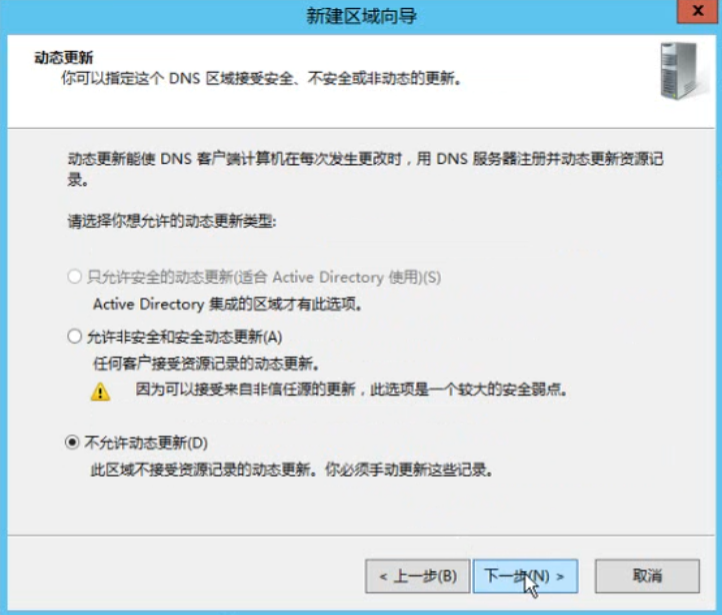 新建区域向导
x
动态更新
你可以指定这个 DNS 区域接受安全、不安全或非动态的更新。
动态更新能使 DNS 客户端计算机在每次发生更改时，用 DNS 服务器注册并动态更新资源记
录。
请选择你想允许的动态更新类型:
只允许安全的动态更新(适合 Active Directory 使用)(S)
Active Directory 集成的区域才有此选项。
允许非安全和安全动态更新(A)
任何客户接受资源记录的动态更新。
因为可以接受来自非信任源的更新，此选项是一个较大的安全弱点。
不允许动态更新(D)
此区域不接受资源记录的动态更新。你必须手动更新这些记录。
< 上一步(B) 下一步(N) > 取消